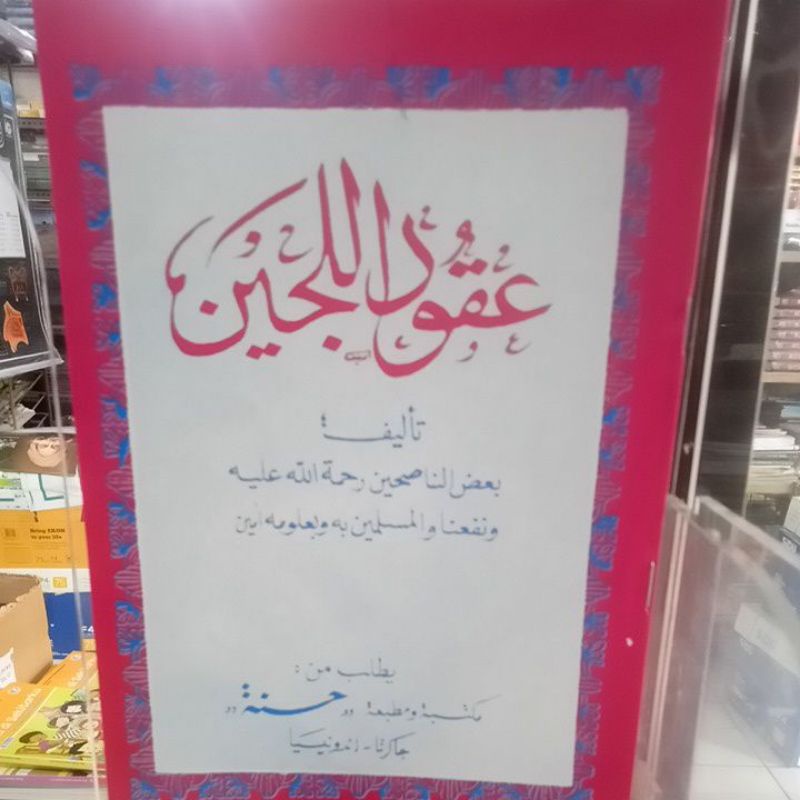 عقود اللجين
تأليف
بعض الناصحين رحمة الله عليه
ونفعنا والمسلمين به وبعلومه آمين
يطلب من :
مكتبة ومطبعة " حسنة "
جاكرتا - اندونيسيا